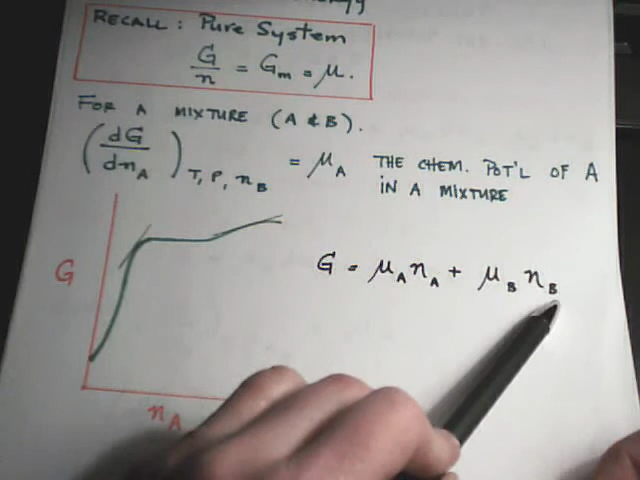 RECALL: Pure System
G/n = Gm = μ.
FOR A MIXTURE (A & B).
(dG/dnA)T, P, nB = μA THE CHEM. POT'L OF A
IN A MIXTURE
G
G = μAnA + μBnB
nA